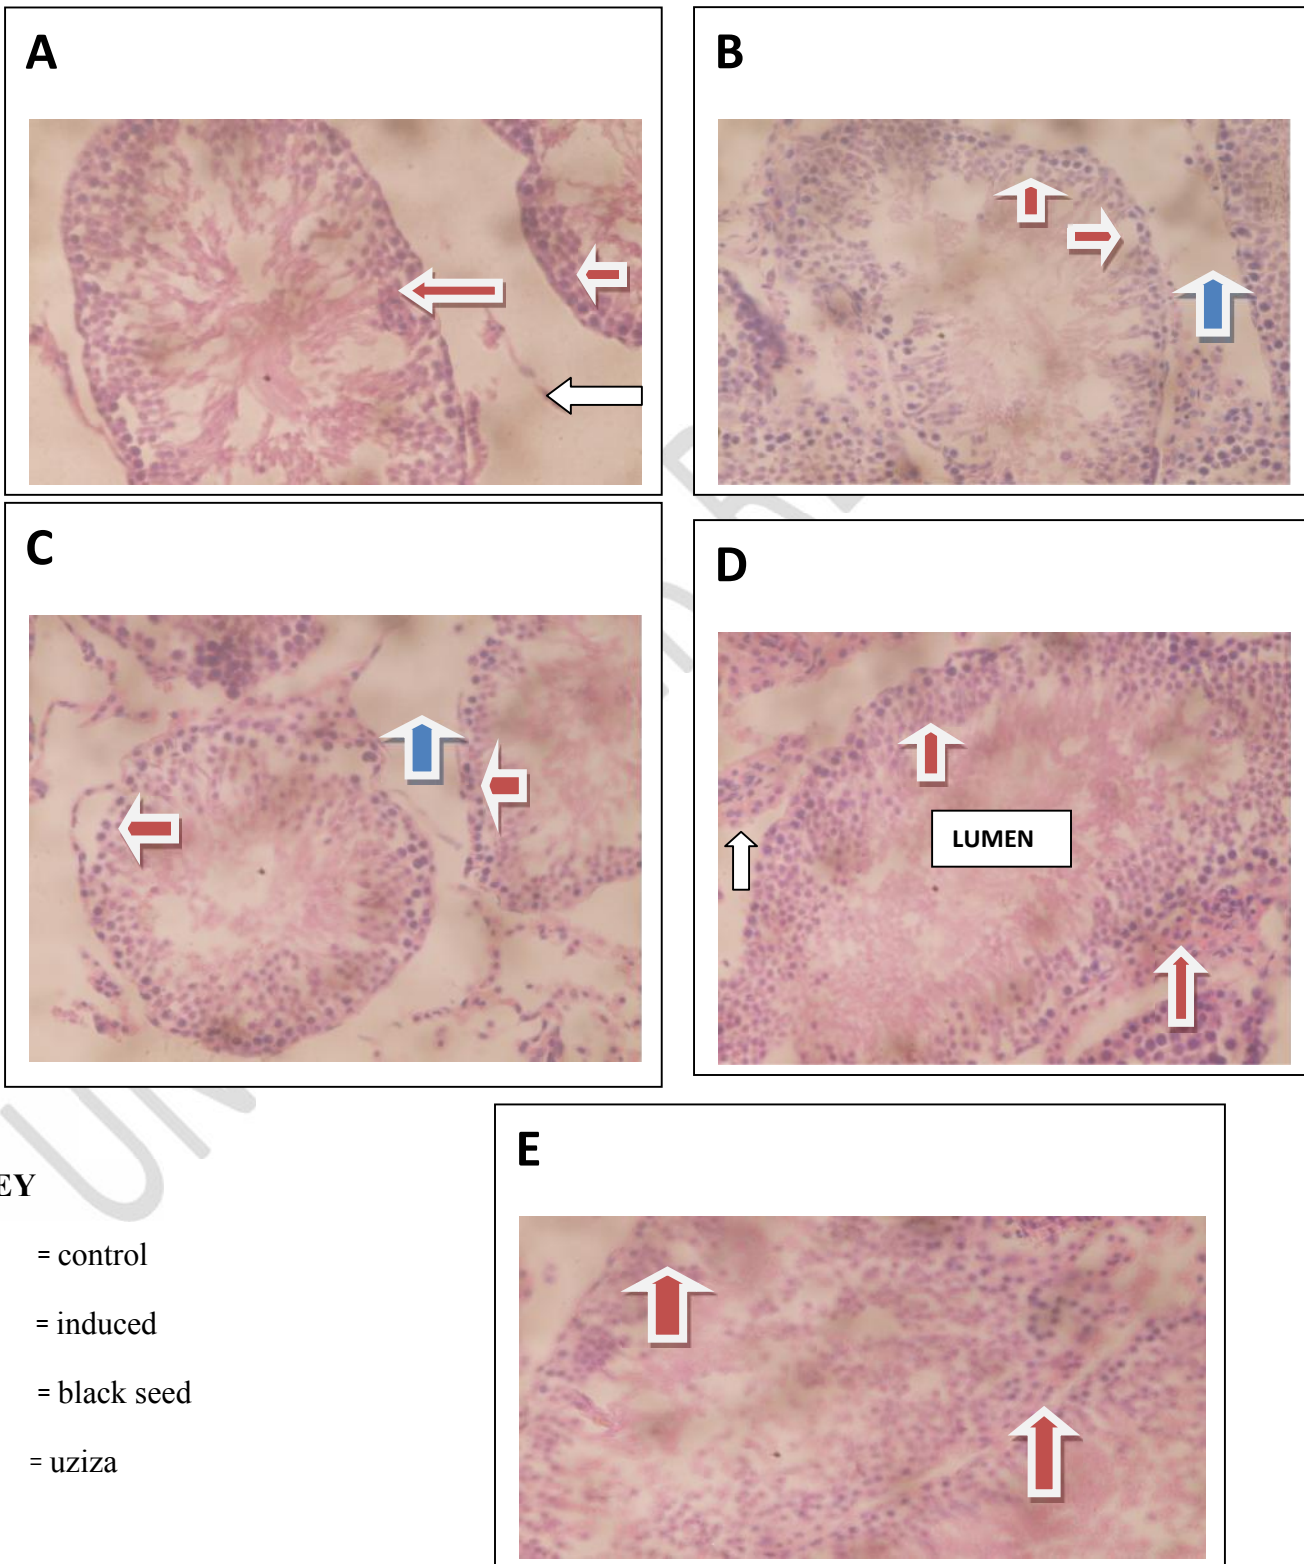 A
B
C
D
LUMEN
E
EY
= control
= induced
= black seed
= uziza